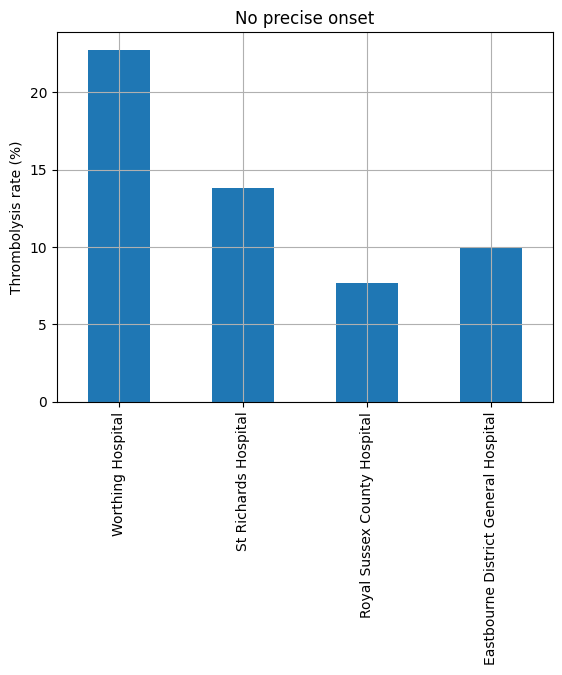 No precise onset
Thrombolysis rate (%)
20
15
10
5
0
Worthing Hospital
St Richards Hospital
Royal Sussex County Hospital
Eastbourne District General Hospital